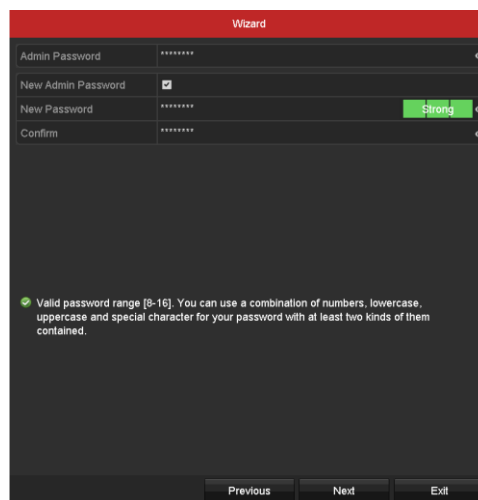 Wizard
Admin Password ********
New Admin Password
New Password ******** Strong
Confirm ********
Valid password range [8-16]. You can use a combination of numbers, lowercase,
uppercase and special character for your password with at least two kinds of them
contained.
Previous Next Exit